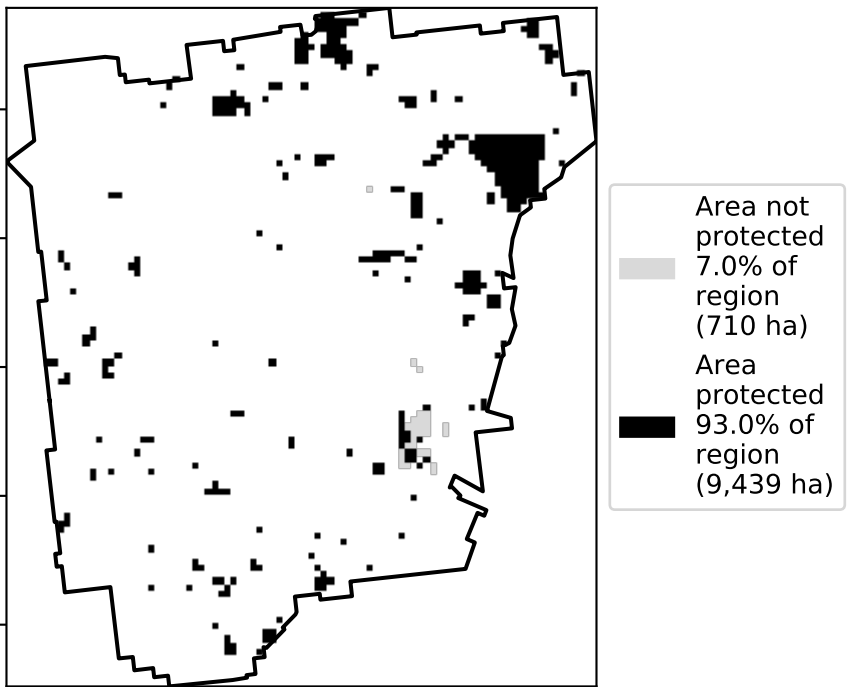 Area not
protected
7.0% of
region
(710 ha)
Area
protected
93.0% of
region
(9,439 ha)